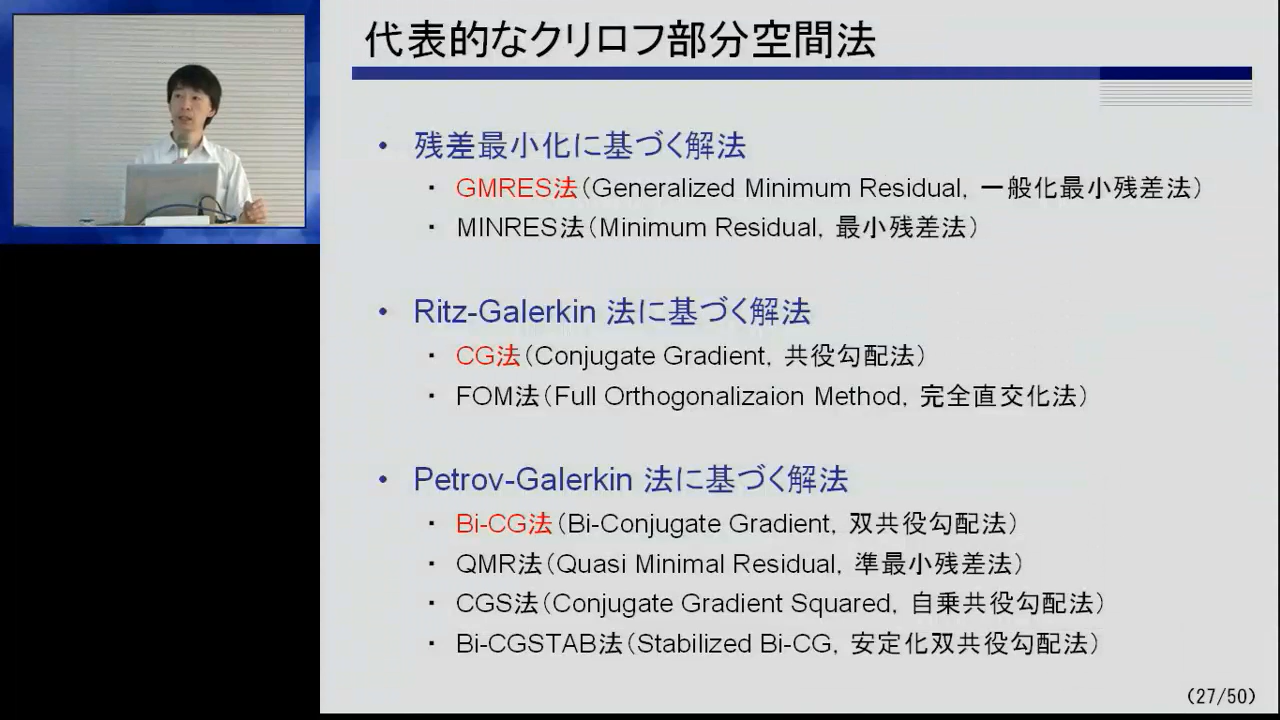 代表的なクリロフ部分空間法
• 残差最小化に基づく解法
・ GMRES法(Generalized Minimum Residual, 一般化最小残差法)
・ MINRES法(Minimum Residual, 最小残差法)
• Ritz-Galerkin 法に基づく解法
・ CG法(Conjugate Gradient, 共役勾配法)
・ FOM法(Full Orthogonalizaion Method, 完全直交化法)
• Petrov-Galerkin 法に基づく解法
・ Bi-CG法(Bi-Conjugate Gradient, 双共役勾配法)
・ QMR法(Quasi Minimal Residual, 準最小残差法)
・ CGS法(Conjugate Gradient Squared, 自乗共役勾配法)
・ Bi-CGSTAB法(Stabilized Bi-CG, 安定化双共役勾配法)
(27/50)